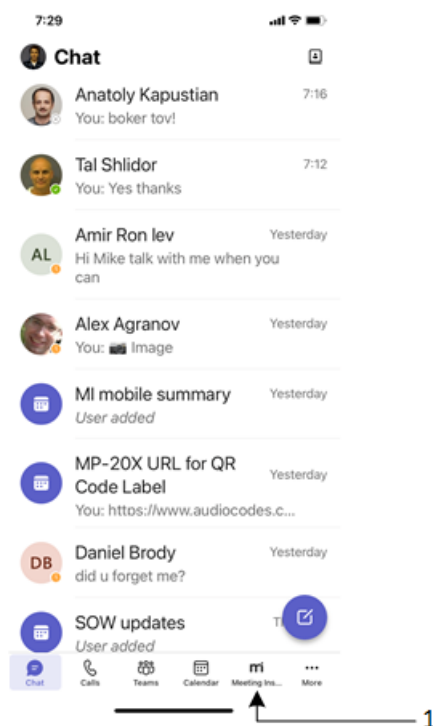 7:29
Chat
Anatoly Kapustian 7:16
You: boker tov!
Tal Shlidor 7:12
You: Yes thanks
AL Amir Ron lev Yesterday
Hi Mike talk with me when you
can
Alex Agranov Yesterday
You: 📷 Image
MI mobile summary Yesterday
User added
MP-20X URL for QR
Code Label Yesterday
You: https://www.audiocodes.c...
DB Daniel Brody Yesterday
did u forget me?
SOW updates
User added
mi
Chat Calls Teams Calendar Meeting Ins... More
1